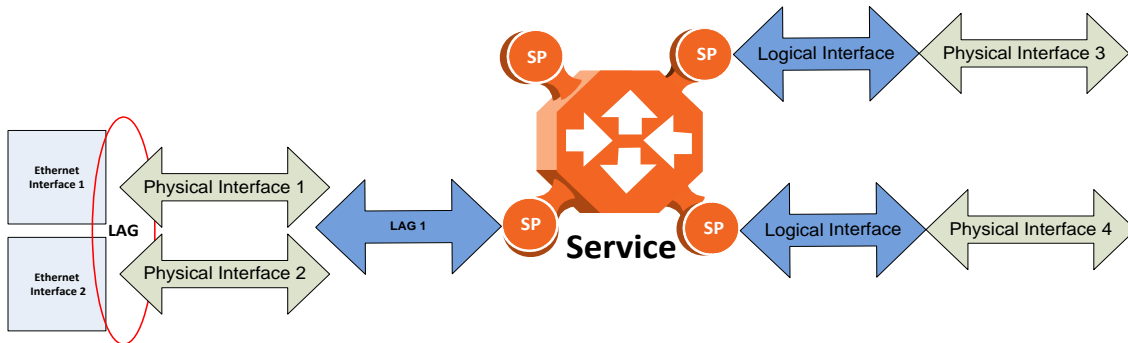 SP
SP
Logical Interface
Physical Interface 3
Ethernet
Interface 1
Physical Interface 1
LAG
LAG 1
SP
SP
Logical Interface
Physical Interface 4
Service
Ethernet
Interface 2
Physical Interface 2